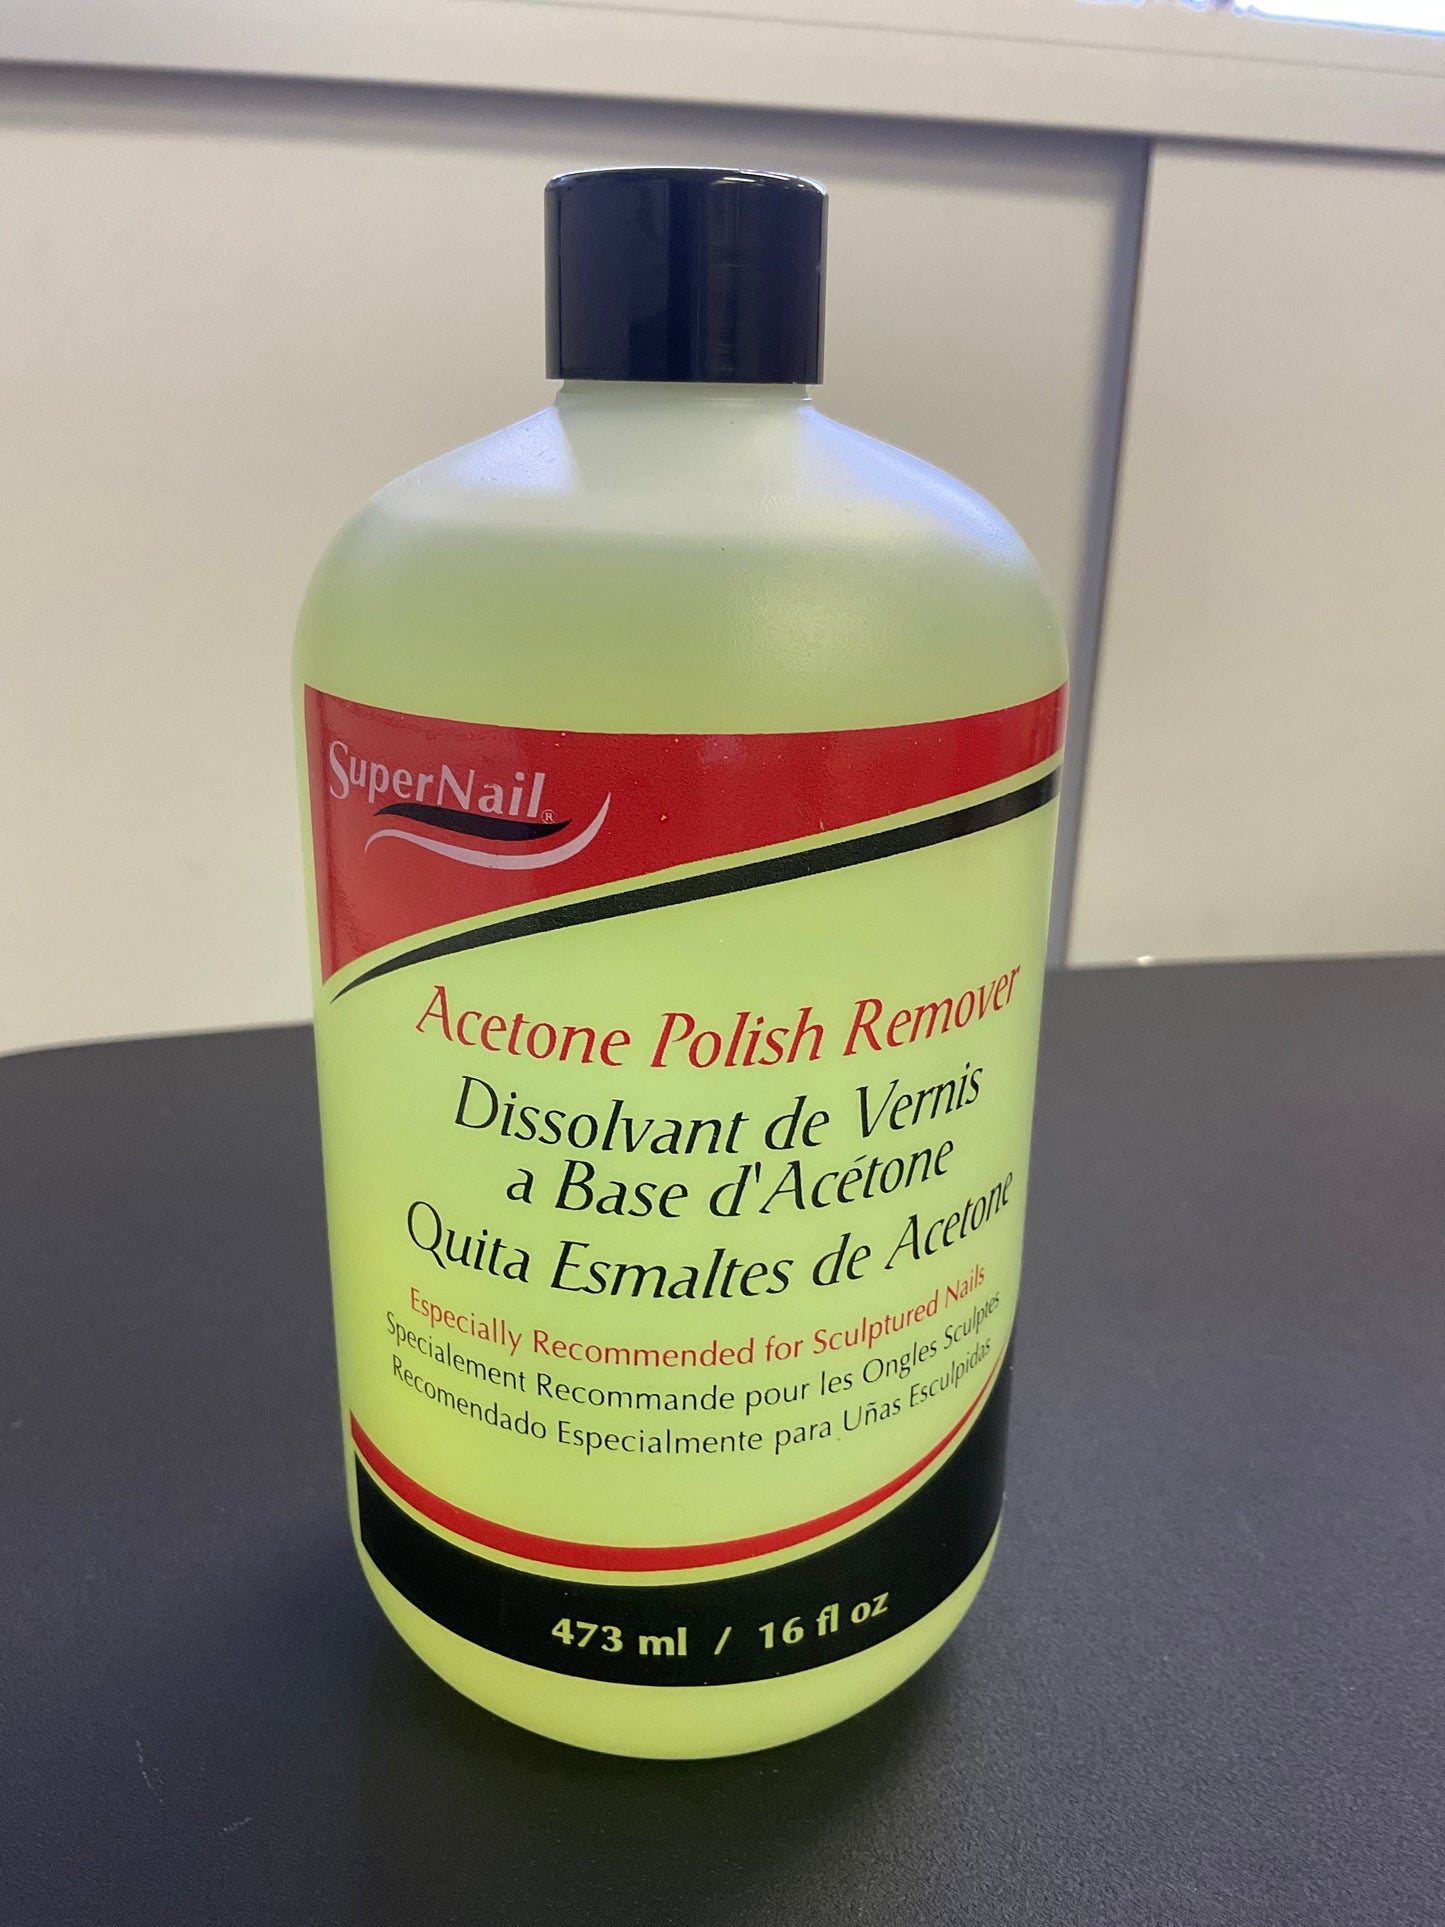 SuperNail®
Acetone Polish Remover
Dissolvant de Vernis
a Base d'Acétone
Quita Esmaltes de Acetone
Especially Recommended for Sculptured Nails
Specialement Recommande pour les Ongles Sculptes
Recomendado Especialmente para Uñas Esculpidas
473 ml / 16 fl oz